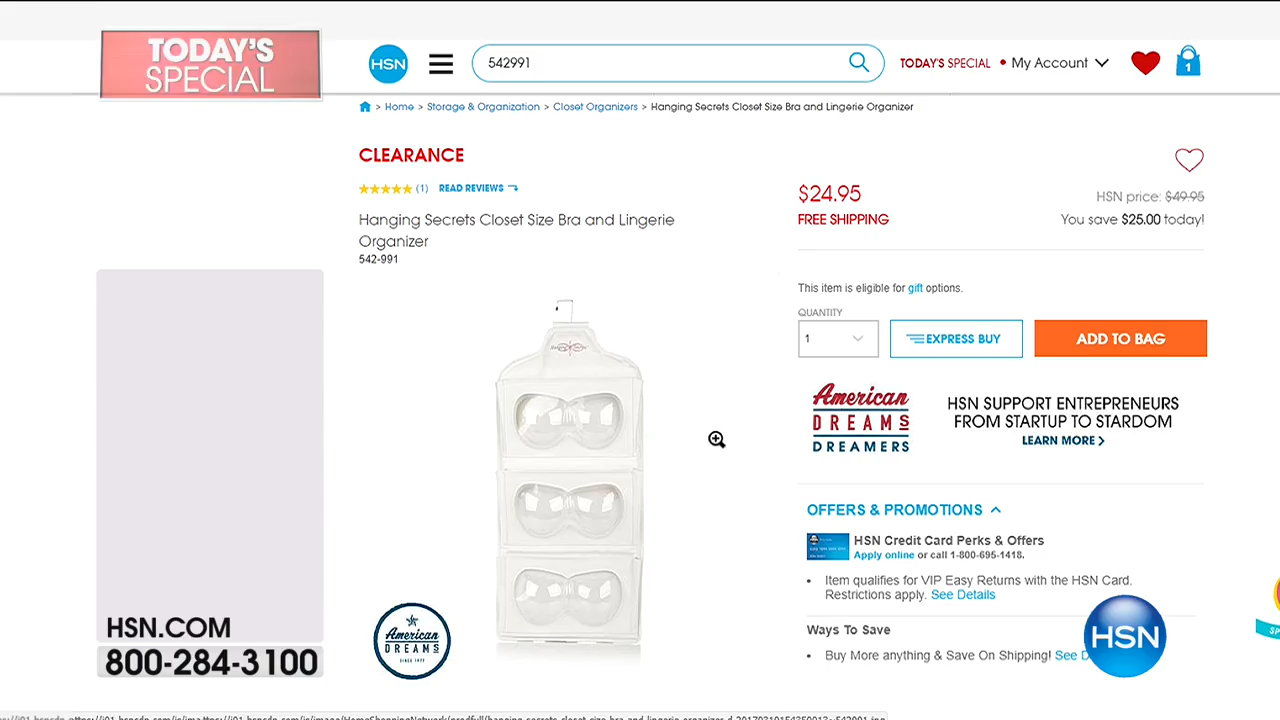 TODAY'S
SPECIAL
HSN
542991
TODAY'S SPECIAL • My Account
1
> Home > Storage & Organization > Closet Organizers > Hanging Secrets Closet Size Bra and Lingerie Organizer
CLEARANCE
(1) READ REVIEWS
$24.95
HSN price: $49.95
FREE SHIPPING
You save $25.00 today!
Hanging Secrets Closet Size Bra and Lingerie
Organizer
542-991
This item is eligible for gift options.
QUANTITY
1
EXPRESS BUY
ADD TO BAG
American
DREAMS
DREAMERS
HSN SUPPORT ENTREPRENEURS
FROM STARTUP TO STARDOM
LEARN MORE >
OFFERS & PROMOTIONS
HSN Credit Card Perks & Offers
Apply online or call 1-800-695-1418.
• Item qualifies for VIP Easy Returns with the HSN Card.
Restrictions apply. See Details
Ways To Save
• Buy More anything & Save On Shipping! See D
HSN
American
DREAMS
SINCE 1977
HSN.COM
800-284-3100